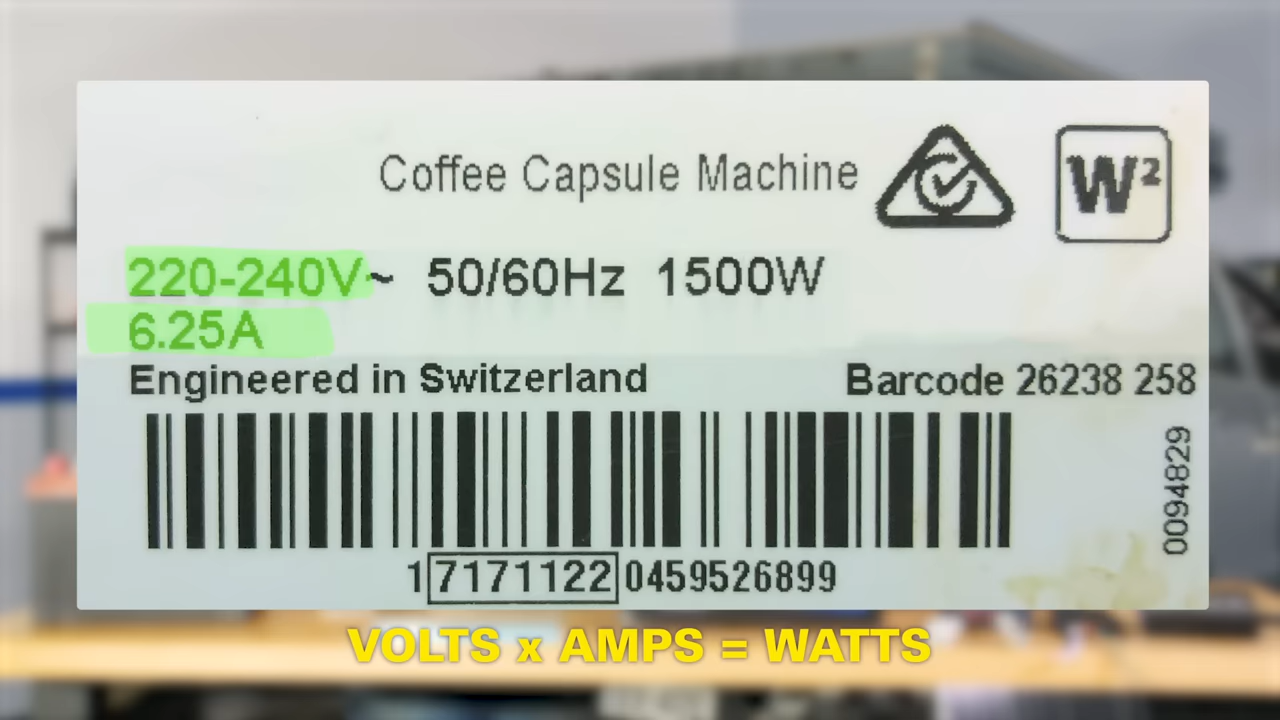 Coffee Capsule Machine
W²
220-240V~ 50/60Hz 1500W
6.25A
Engineered in Switzerland
Barcode 26238 258
0094829
1 7171122 0459526899
VOLTS x AMPS = WATTS